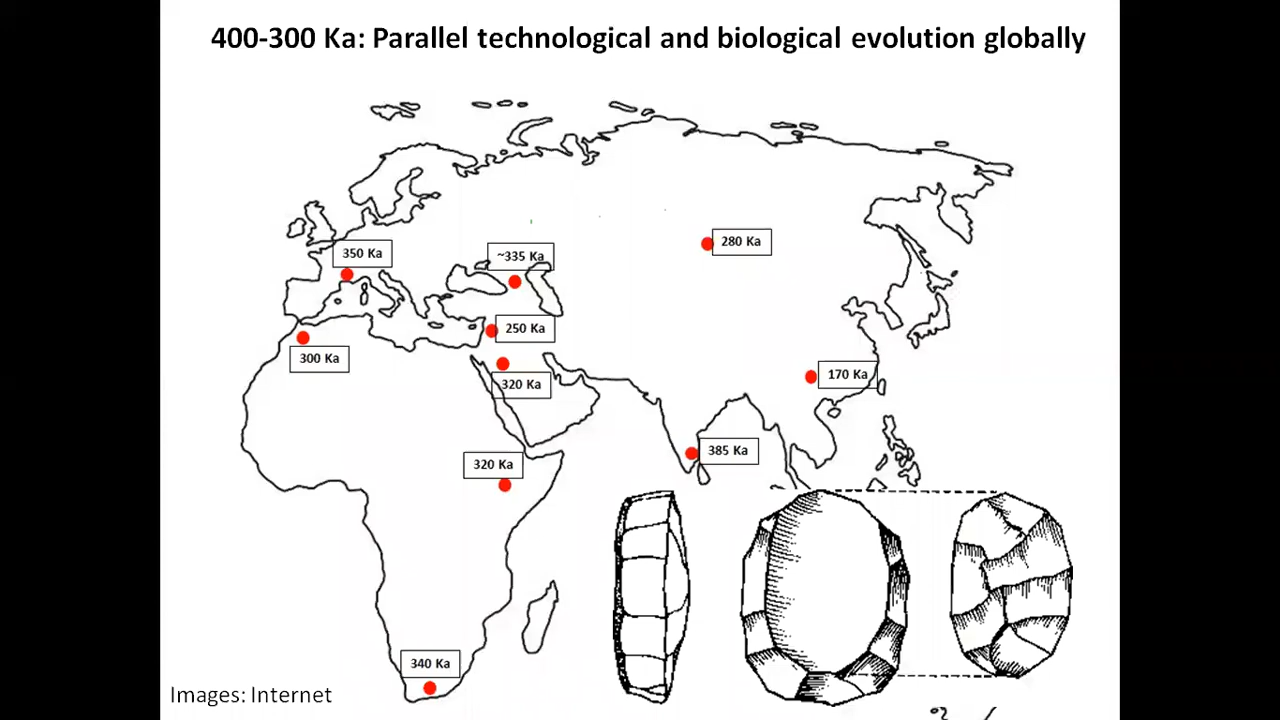 400-300 Ka: Parallel technological and biological evolution globally
350 Ka
~335 Ka
280 Ka
250 Ka
300 Ka
320 Ka
170 Ka
385 Ka
320 Ka
340 Ka
Images: Internet